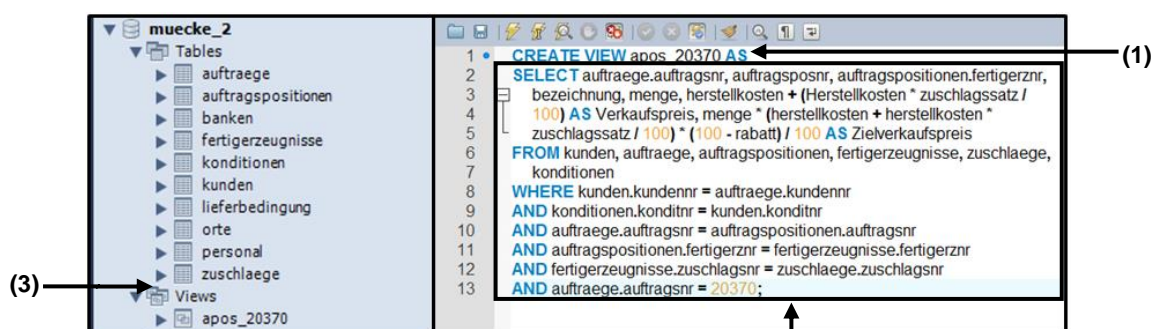 muecke_2
Tables
auftraege
auftragspositionen
banken
fertigerzeugnisse
konditionen
kunden
lieferbedingung
orte
personal
zuschlaege
Views
apos_20370
(3)
1 CREATE VIEW apos_20370 AS
2 SELECT auftraege.auftragsnr, auftragsposnr, auftragspositionen.fertigerznr,
3 bezeichnung, menge, herstellkosten + (Herstellkosten * zuschlagssatz /
4 100) AS Verkaufspreis, menge * (herstellkosten + herstellkosten *
5 zuschlagssatz / 100) * (100 - rabatt) / 100 AS Zielverkaufspreis
6 FROM kunden, auftraege, auftragspositionen, fertigerzeugnisse, zuschlaege,
7 konditionen
8 WHERE kunden.kundennr = auftraege.kundennr
9 AND konditionen.konditnr = kunden.konditnr
10 AND auftraege.auftragsnr = auftragspositionen.auftragsnr
11 AND auftragspositionen.fertigerznr = fertigerzeugnisse.fertigerznr
12 AND fertigerzeugnisse.zuschlagsnr = zuschlaege.zuschlagsnr
13 AND auftraege.auftragsnr = 20370;
(1)